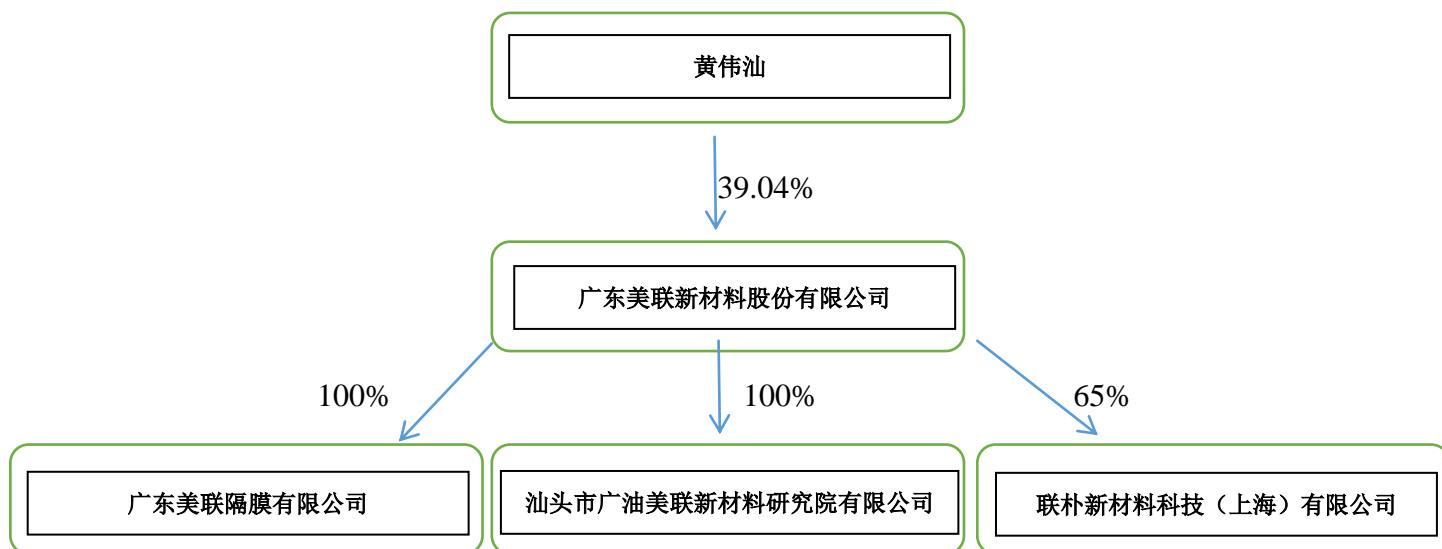 黄伟汕
39.04%
广东美联新材料股份有限公司
100%
100%
65%
广东美联隔膜有限公司
汕头市广油美联新材料研究院有限公司
联朴新材料科技（上海）有限公司